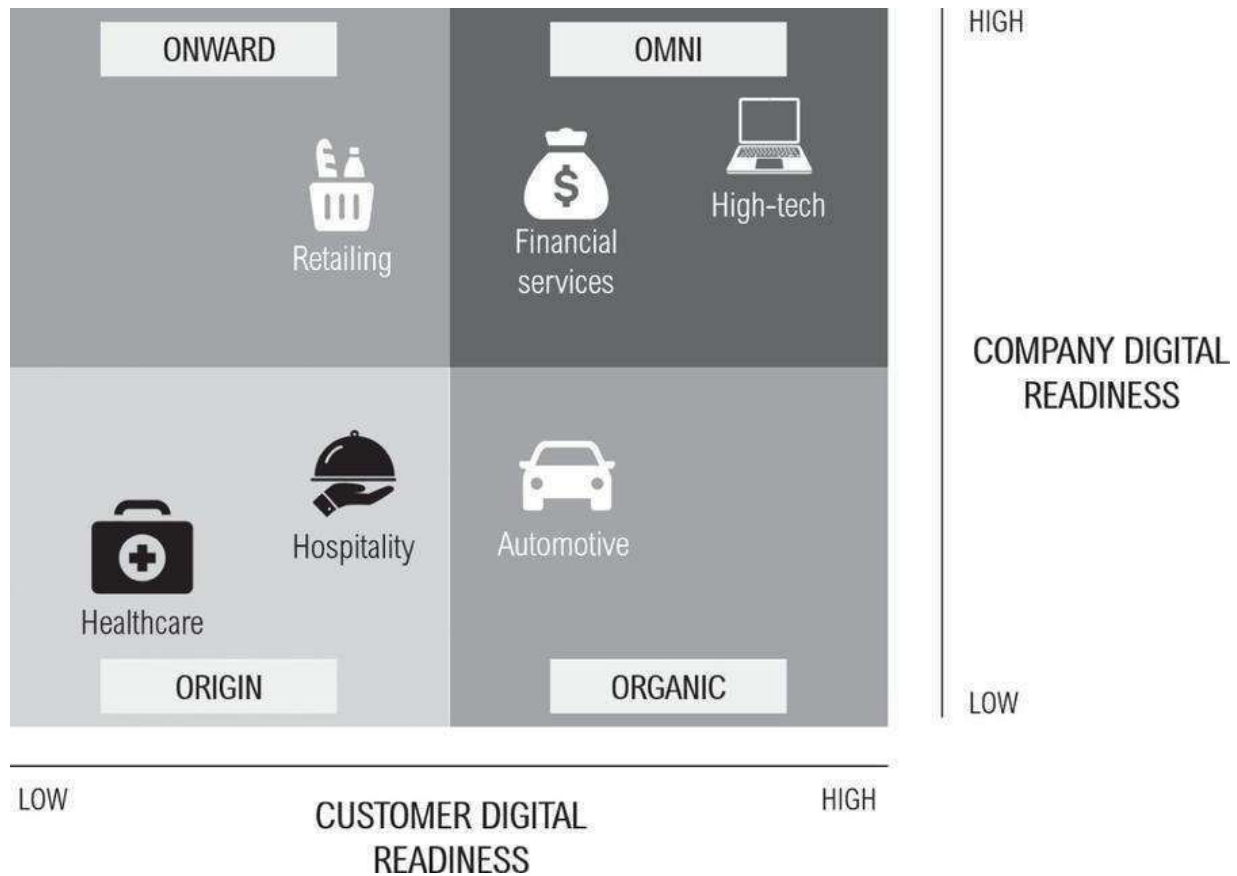 ONWARD
OMNI
HIGH
$
High-tech
Retailing
Financial
services
COMPANY DIGITAL
READINESS
Hospitality
Automotive
Healthcare
ORIGIN
ORGANIC
LOW
LOW
HIGH
CUSTOMER DIGITAL
READINESS